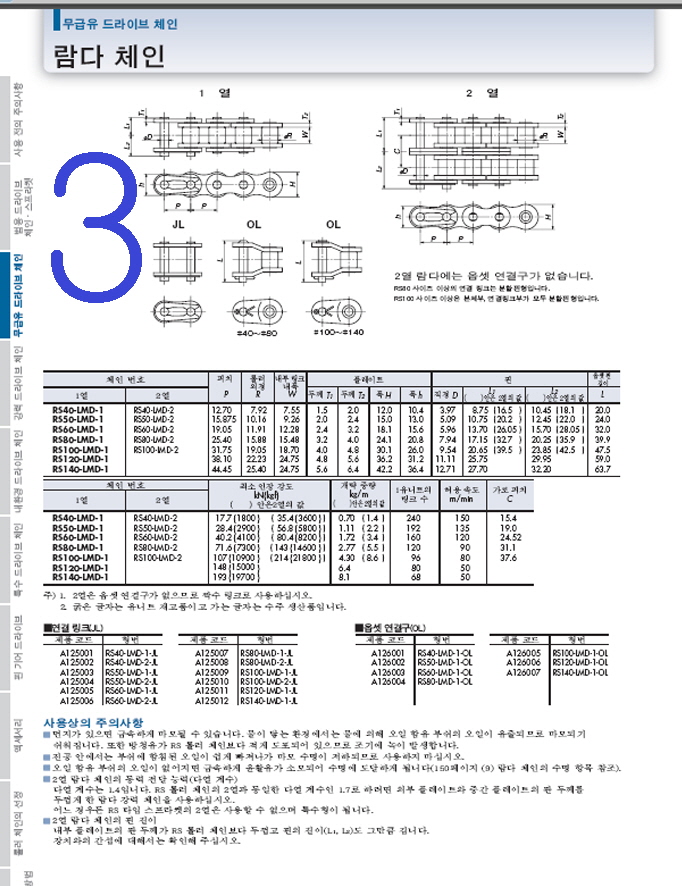 무급유 드라이브 체인
람다 체인
사용 전의 주의사항
범용 드라이브 체인 · 스프라켓
무급유 드라이브 체인
강력 드라이브 체인
내환경 드라이브 체인
특수 드라이브 체인
핀 기어 드라이브
액세서리
롤러 체인의 선정
3
1 열
2 열
JL OL OL
#40~#80 #100~#140
2열 람다에는 옵셋 연결구가 없습니다.
RS80 사이즈 이상의 연결 링크는 분할핀형입니다.
RS100 사이즈 이상은 본체부, 연결링크부가 모두 분할핀형입니다.
체인 번호 피치 롤러 외경 내부 링크 내폭 플레이트 핀
1열 2열 P R W 두께 T₁ 두께 T₂ 폭 H 폭 h 직경 D L₁ ( )안은 2열의 값 L₂ ( )안은 2열의 값 L
RS40-LMD-1 RS40-LMD-2 12.70 7.92 7.55 1.5 2.0 12.0 10.4 3.97 8.75 (16.5 ) 10.45 (18.1 ) 20.0
RS50-LMD-1 RS50-LMD-2 15.875 10.16 9.26 2.0 2.4 15.0 13.0 5.09 10.75 (20.2 ) 12.45 (22.0 ) 24.0
RS60-LMD-1 RS60-LMD-2 19.05 11.91 12.28 2.4 3.2 18.1 15.6 5.96 13.70 (26.05 ) 15.70 (28.05 ) 32.0
RS80-LMD-1 RS80-LMD-2 25.40 15.88 15.48 3.2 4.0 24.1 20.8 7.94 17.15 (32.7 ) 20.25 (35.9 ) 39.9
RS100-LMD-1 RS100-LMD-2 31.75 19.05 18.70 4.0 4.8 30.1 26.0 9.54 20.65 (39.5 ) 23.85 (42.5 ) 47.5
RS120-LMD-1 38.10 22.23 24.75 4.8 5.6 36.2 31.2 11.11 25.75 29.95 59.0
RS140-LMD-1 44.45 25.40 24.75 5.6 6.4 42.2 36.4 12.71 27.70 32.20 63.7
체인 번호 최소 인장 강도 kN{kgf} 개략 중량 kg/m 1유니트의 링크 수 허용 속도 m/min 가로 피치 C
1열 2열 ( )안은 2열의 값 ( )안은 2열의 값
RS40-LMD-1 RS40-LMD-2 17.7{1800} ( 35.4{3600}) 0.70 (1.4 ) 240 150 15.4
RS50-LMD-1 RS50-LMD-2 28.4{2900} ( 56.8{5800}) 1.11 (2.2 ) 192 135 19.0
RS60-LMD-1 RS60-LMD-2 40.2{4100} ( 80.4{8200}) 1.72 (3.4 ) 160 120 24.52
RS80-LMD-1 RS80-LMD-2 71.6{7300} (143{14600}) 2.77 (5.5 ) 120 90 31.1
RS100-LMD-1 RS100-LMD-2 107{10900} (214{21800}) 4.30 (8.6 ) 96 80 37.6
RS120-LMD-1 148{15000} 6.4 80 50
RS140-LMD-1 193{19700} 8.1 68 50
주) 1. 2열은 옵셋 연결구가 없으므로 짝수 링크로 사용하십시오.
2. 굵은 글자는 유니트 재고품이고 가는 글자는 수주 생산품입니다.
■연결 링크(JL) ■옵셋 연결구(OL)
제품 코드 형번 제품 코드 형번 제품 코드 형번 제품 코드 형번
A125001 RS40-LMD-1-JL A125007 RS80-LMD-1-JL A126001 RS40-LMD-1-OL A126005 RS100-LMD-1-OL
A125002 RS40-LMD-2-JL A125008 RS80-LMD-2-JL A126002 RS50-LMD-1-OL A126006 RS120-LMD-1-OL
A125003 RS50-LMD-1-JL A125009 RS100-LMD-1-JL A126003 RS60-LMD-1-OL A126007 RS140-LMD-1-OL
A125004 RS50-LMD-2-JL A125010 RS100-LMD-2-JL A126004 RS80-LMD-1-OL
A125005 RS60-LMD-1-JL A125011 RS120-LMD-1-JL
A125006 RS60-LMD-2-JL A125012 RS140-LMD-1-JL
사용상의 주의사항
■먼지가 있으면 급속하게 마모될 수 있습니다. 물이 닿는 환경에서는 물에 의해 오일 함유 부쉬의 오일이 유출되므로 마모되기
쉬워집니다. 또한 방청유가 RS 롤러 체인보다 적게 도포되어 있으므로 조기에 녹이 발생합니다.
■진공 안에서는 부쉬에 함침된 오일이 쉽게 빠져나가 마모 수명이 저하되므로 사용하지 마십시오.
■오일 함유 부쉬의 오일이 없어지면 급속하게 윤활유가 소모되어 수명에 도달하게 됩니다(150페이지 (9) 람다 체인의 수명 항목 참조).
■2열 람다 체인의 동력 전달 능력(다열 계수)
다열 계수는 1.4입니다. RS 롤러 체인의 2열과 동일한 다열 계수인 1.7로 하려면 외부 플레이트와 중간 플레이트의 판 두께를
두껍게 한 람다 강력 체인을 사용하십시오.
어느 경우든 RS 타입 스프라켓의 2열은 사용할 수 없으며 특수형이 됩니다.
■2열 람다 체인의 핀 길이
내부 플레이트의 판 두께가 RS 롤러 체인보다 두껍고 핀의 길이(L₁, L₂)도 그만큼 깁니다.
장치와의 간섭에 대해서는 확인해 주십시오.